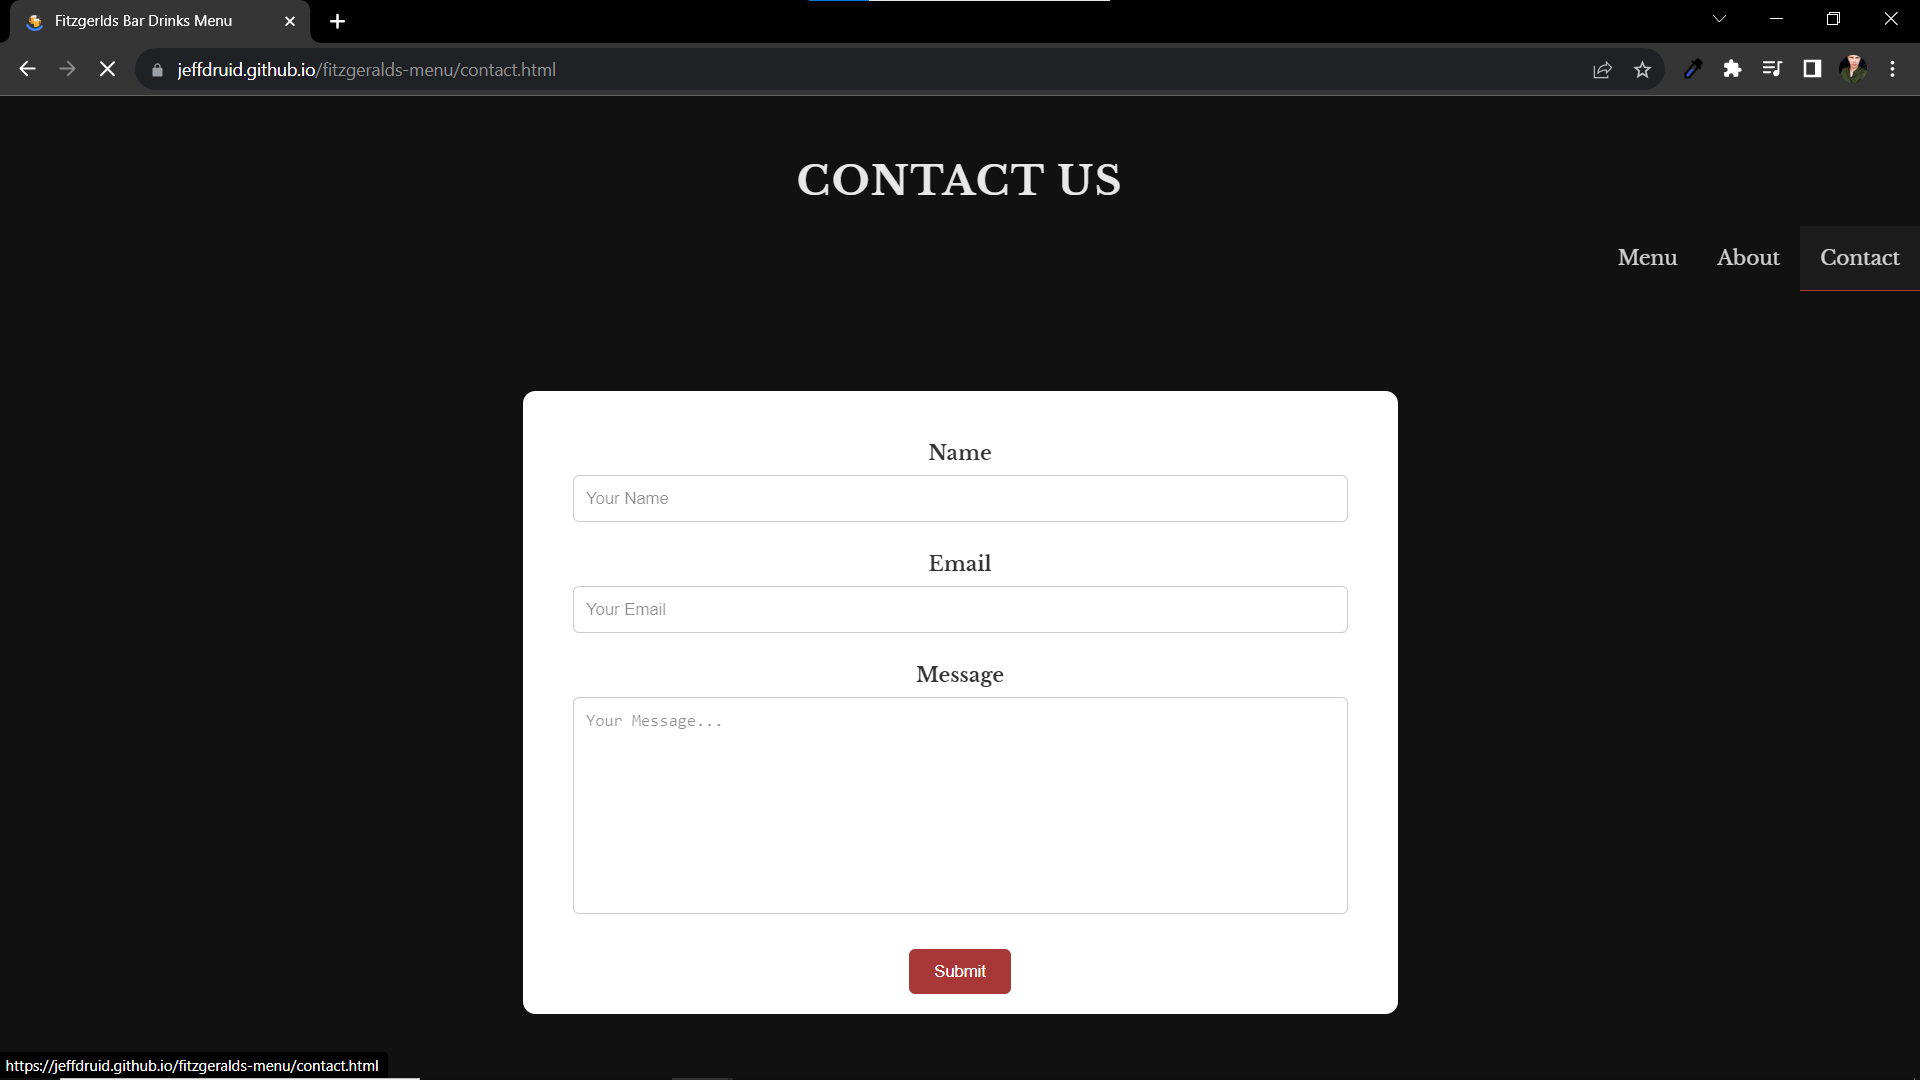 Fitzgerlds Bar Drinks Menu
jeffdruid.github.io/fitzgeralds-menu/contact.html
CONTACT US
Menu About Contact
Name
Your Name
Email
Your Email
Message
Your Message...
Submit
https://jeffdruid.github.io/fitzgeralds-menu/contact.html